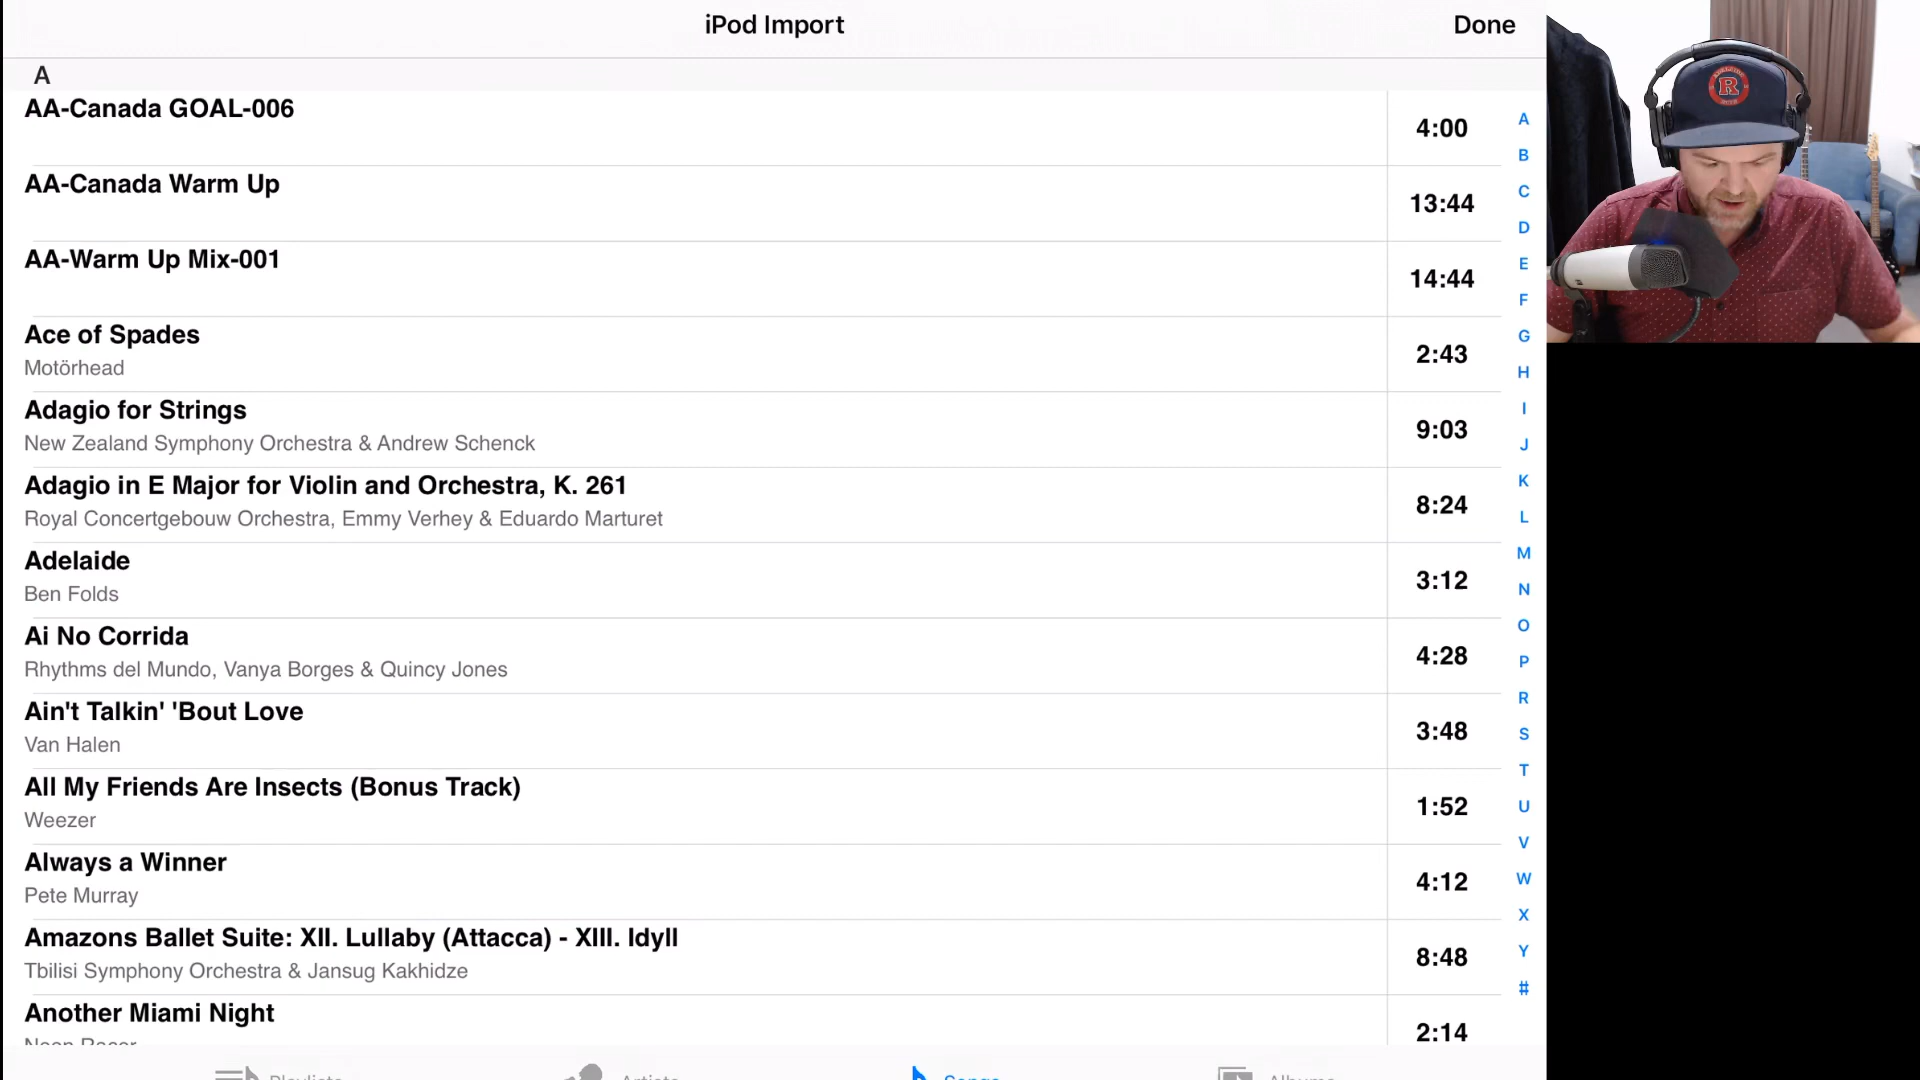 iPod Import
Done
A
AA-Canada GOAL-006
4:00
AA-Canada Warm Up
13:44
AA-Warm Up Mix-001
14:44
Ace of Spades
Motörhead
2:43
Adagio for Strings
New Zealand Symphony Orchestra & Andrew Schenck
9:03
Adagio in E Major for Violin and Orchestra, K. 261
Royal Concertgebouw Orchestra, Emmy Verhey & Eduardo Marturet
8:24
Adelaide
Ben Folds
3:12
Ai No Corrida
Rhythms del Mundo, Vanya Borges & Quincy Jones
4:28
Ain't Talkin' 'Bout Love
Van Halen
3:48
All My Friends Are Insects (Bonus Track)
Weezer
1:52
Always a Winner
Pete Murray
4:12
Amazons Ballet Suite: XII. Lullaby (Attacca) - XIII. Idyll
Tbilisi Symphony Orchestra & Jansug Kakhidze
8:48
Another Miami Night
Neon Racer
2:14
Playlists
Artists
Songs
Albums
A
B
C
D
E
F
G
H
I
J
K
L
M
N
O
P
R
S
T
U
V
W
X
Y
#
R